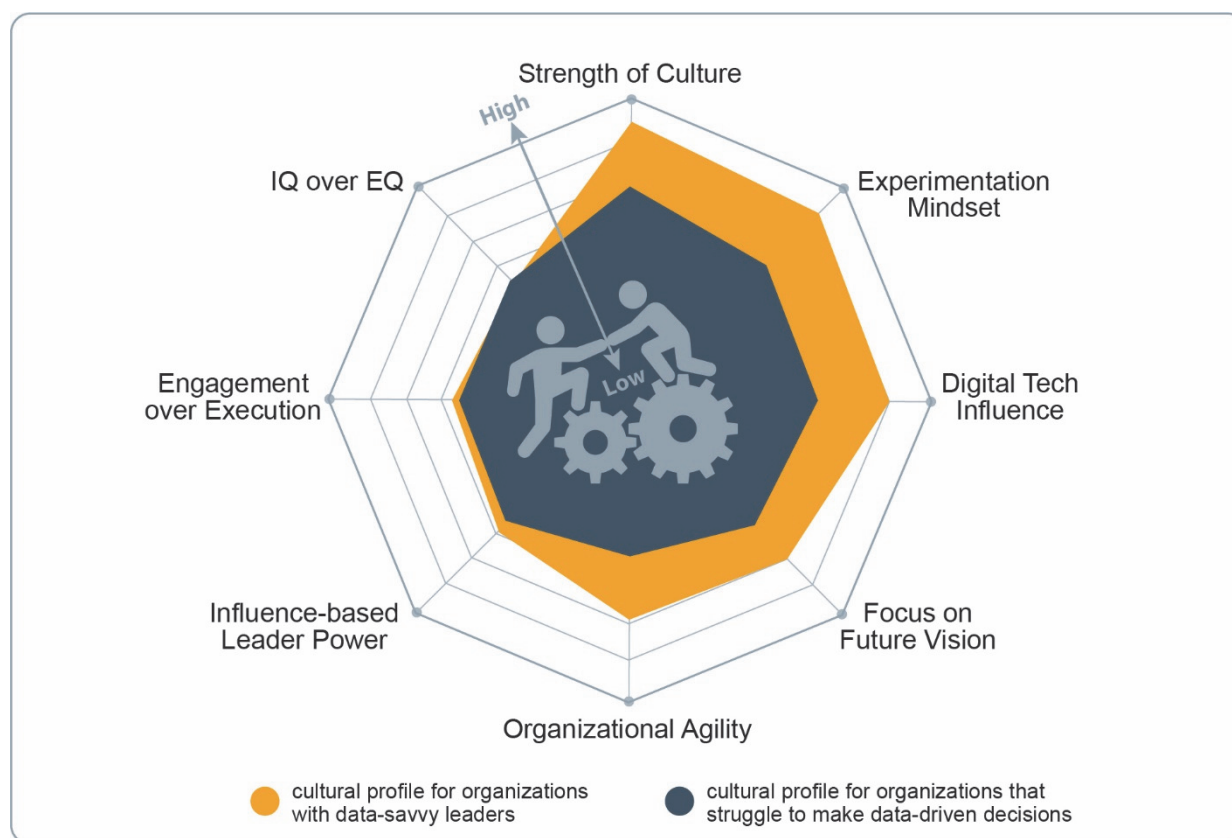 Strength of Culture
High
IQ over EQ
Experimentation
Mindset
Engagement
over Execution
Low
Digital Tech
Influence
Influence-based
Leader Power
Focus on
Future Vision
Organizational Agility
cultural profile for organizations
with data-savvy leaders
cultural profile for organizations that
struggle to make data-driven decisions